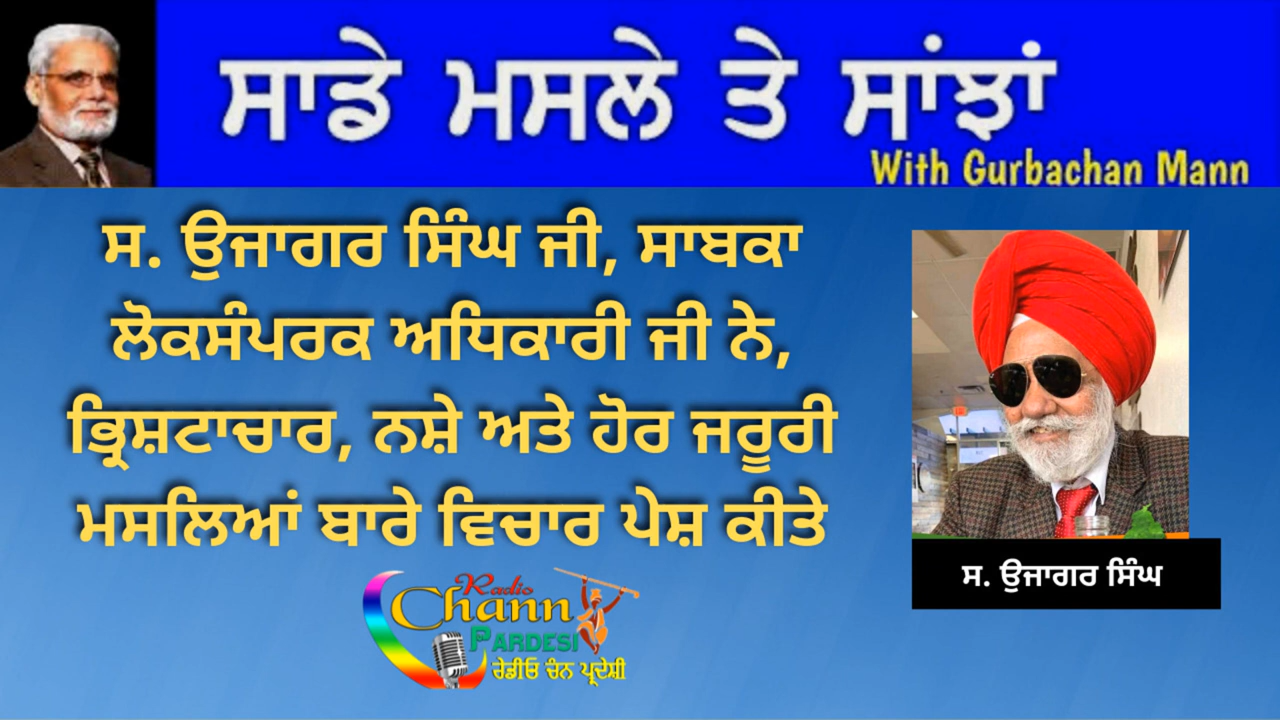 ਸਾਡੇ ਮਸਲੇ ਤੇ ਸਾਂਝਾਂ
With Gurbachan Mann
ਸ. ਉਜਾਗਰ ਸਿੰਘ ਜੀ, ਸਾਬਕਾ
ਲੋਕਸੰਪਰਕ ਅਧਿਕਾਰੀ ਜੀ ਨੇ,
ਭ੍ਰਿਸ਼ਟਾਚਾਰ, ਨਸ਼ੇ ਅਤੇ ਹੋਰ ਜਰੂਰੀ
ਮਸਲਿਆਂ ਬਾਰੇ ਵਿਚਾਰ ਪੇਸ਼ ਕੀਤੇ
ਸ. ਉਜਾਗਰ ਸਿੰਘ
Radio
Chann
PARDESI
ਰੇਡੀਓ ਚੰਨ ਪ੍ਰਦੇਸ਼ੀ